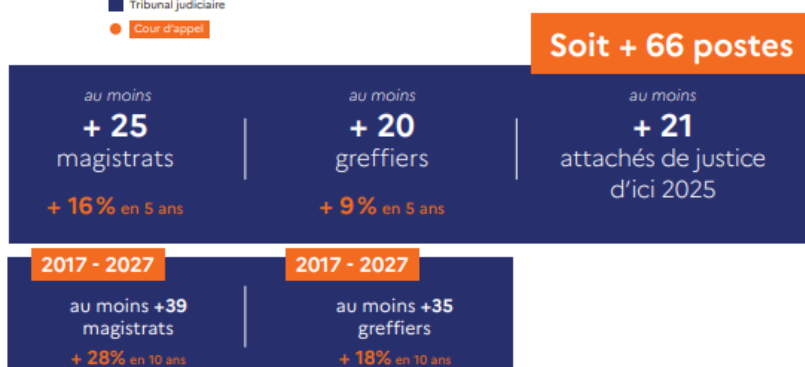 Tribunal judiciaire
Cour d'appel
Soit + 66 postes
au moins
+ 25
magistrats
+ 16% en 5 ans
au moins
+ 20
greffiers
+ 9% en 5 ans
au moins
+ 21
attachés de justice
d'ici 2025
2017 - 2027
au moins +39
magistrats
+ 28% en 10 ans
2017 - 2027
au moins +35
greffiers
+ 18% en 10 ans